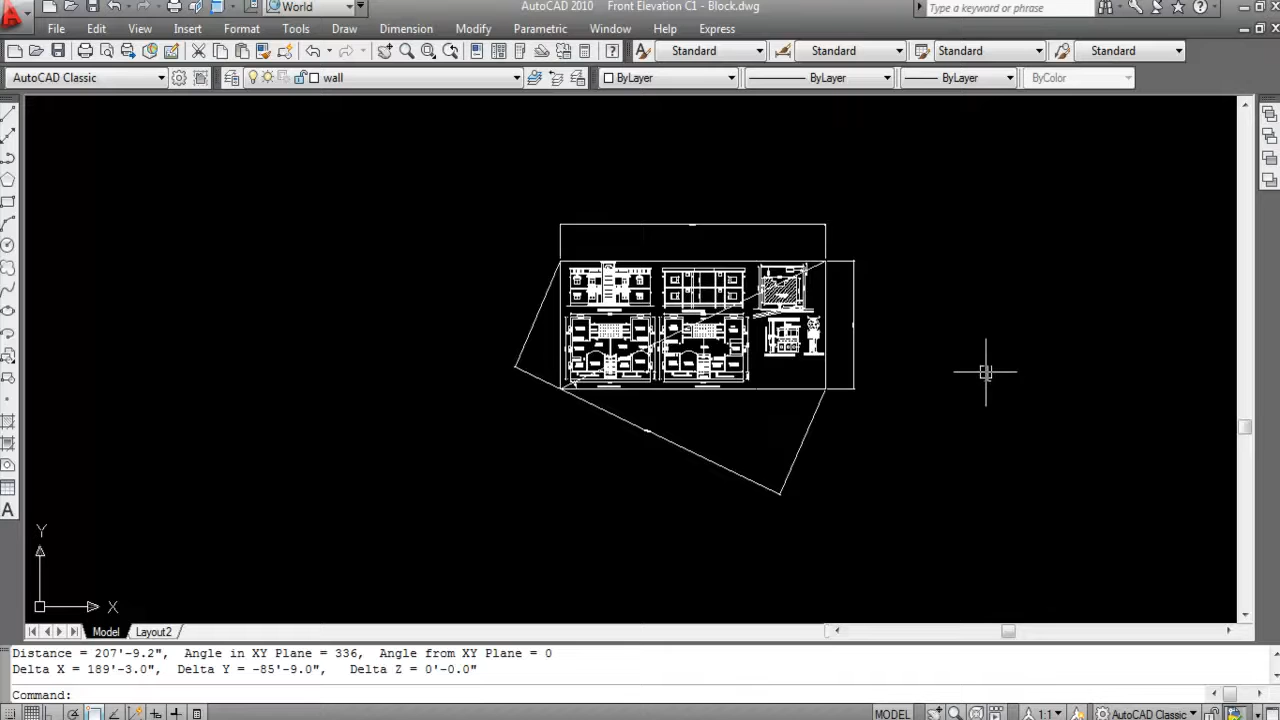 World
AutoCAD 2010 Front Elevation C1 - Block.dwg
Type a keyword or phrase
File Edit View Insert Format Tools Draw Dimension Modify Parametric Window Help Express
Standard Standard Standard Standard
AutoCAD Classic wall ByLayer ByLayer ByLayer ByColor
Y
X
Model Layout2
Distance = 207'-9.2", Angle in XY Plane = 336, Angle from XY Plane = 0
Delta X = 189'-3.0", Delta Y = -85'-9.0", Delta Z = 0'-0.0"
Command:
MODEL 1:1 AutoCAD Classic